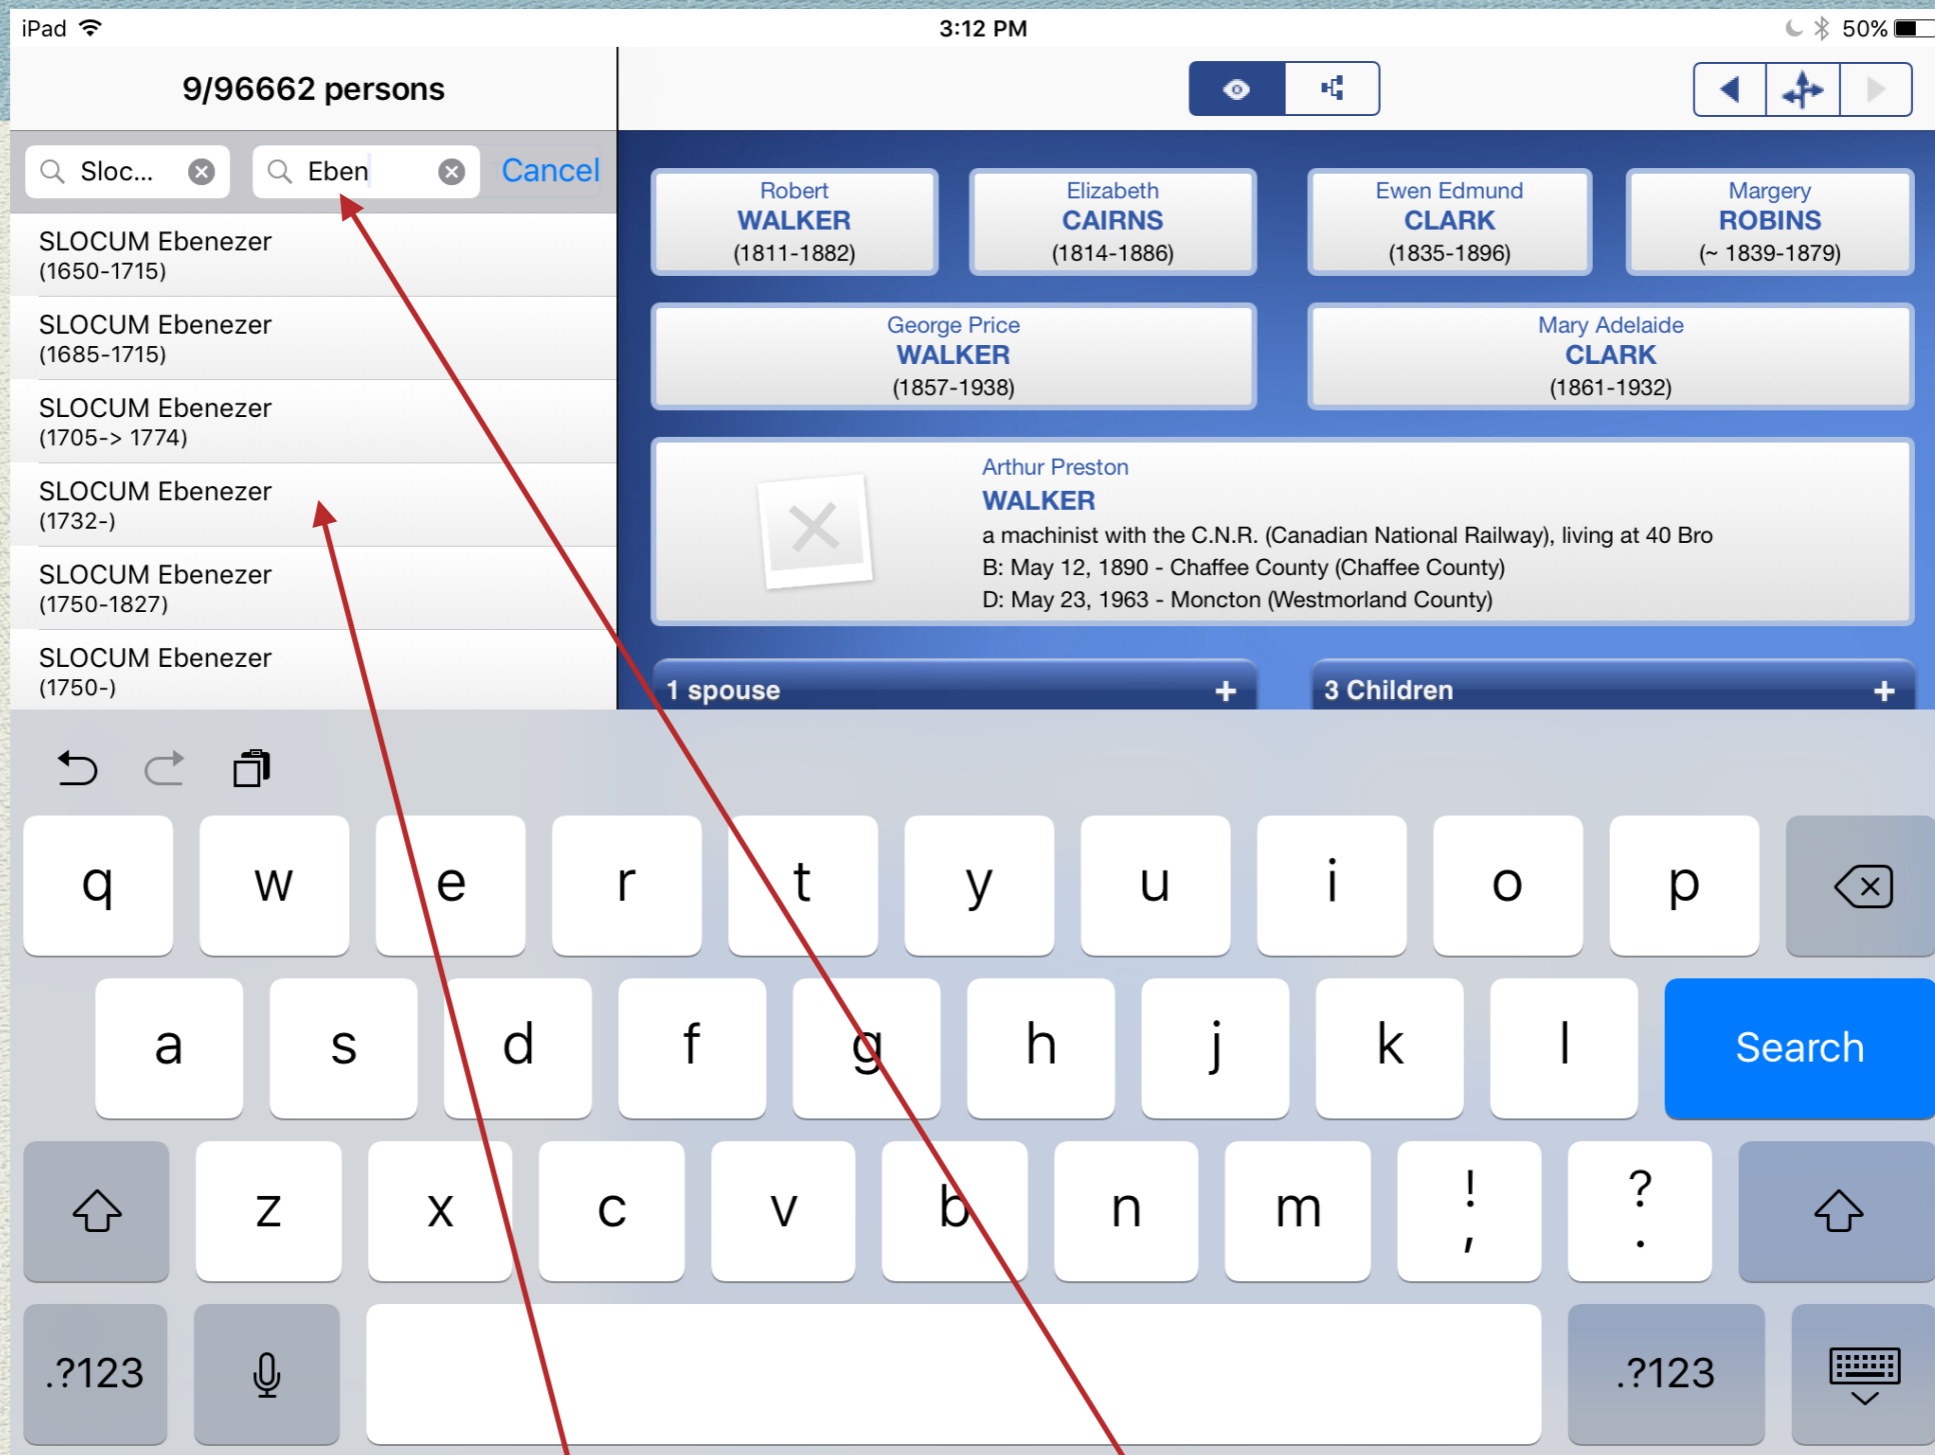 iPad 3:12 PM 50%
9/96662 persons
Sloc... Eben Cancel
SLOCUM Ebenezer
(1650-1715)
SLOCUM Ebenezer
(1685-1715)
SLOCUM Ebenezer
(1705-> 1774)
SLOCUM Ebenezer
(1732-)
SLOCUM Ebenezer
(1750-1827)
SLOCUM Ebenezer
(1750-)
Robert
WALKER
(1811-1882)
Elizabeth
CAIRNS
(1814-1886)
Ewen Edmund
CLARK
(1835-1896)
Margery
ROBINS
(~ 1839-1879)
George Price
WALKER
(1857-1938)
Mary Adelaide
CLARK
(1861-1932)
Arthur Preston
WALKER
a machinist with the C.N.R. (Canadian National Railway), living at 40 Bro
B: May 12, 1890 - Chaffee County (Chaffee County)
D: May 23, 1963 - Moncton (Westmorland County)
1 spouse +
3 Children +
q w e r t y u i o p
a s d f g h j k l Search
z x c v b n m ! , ? .
.?123 .?123